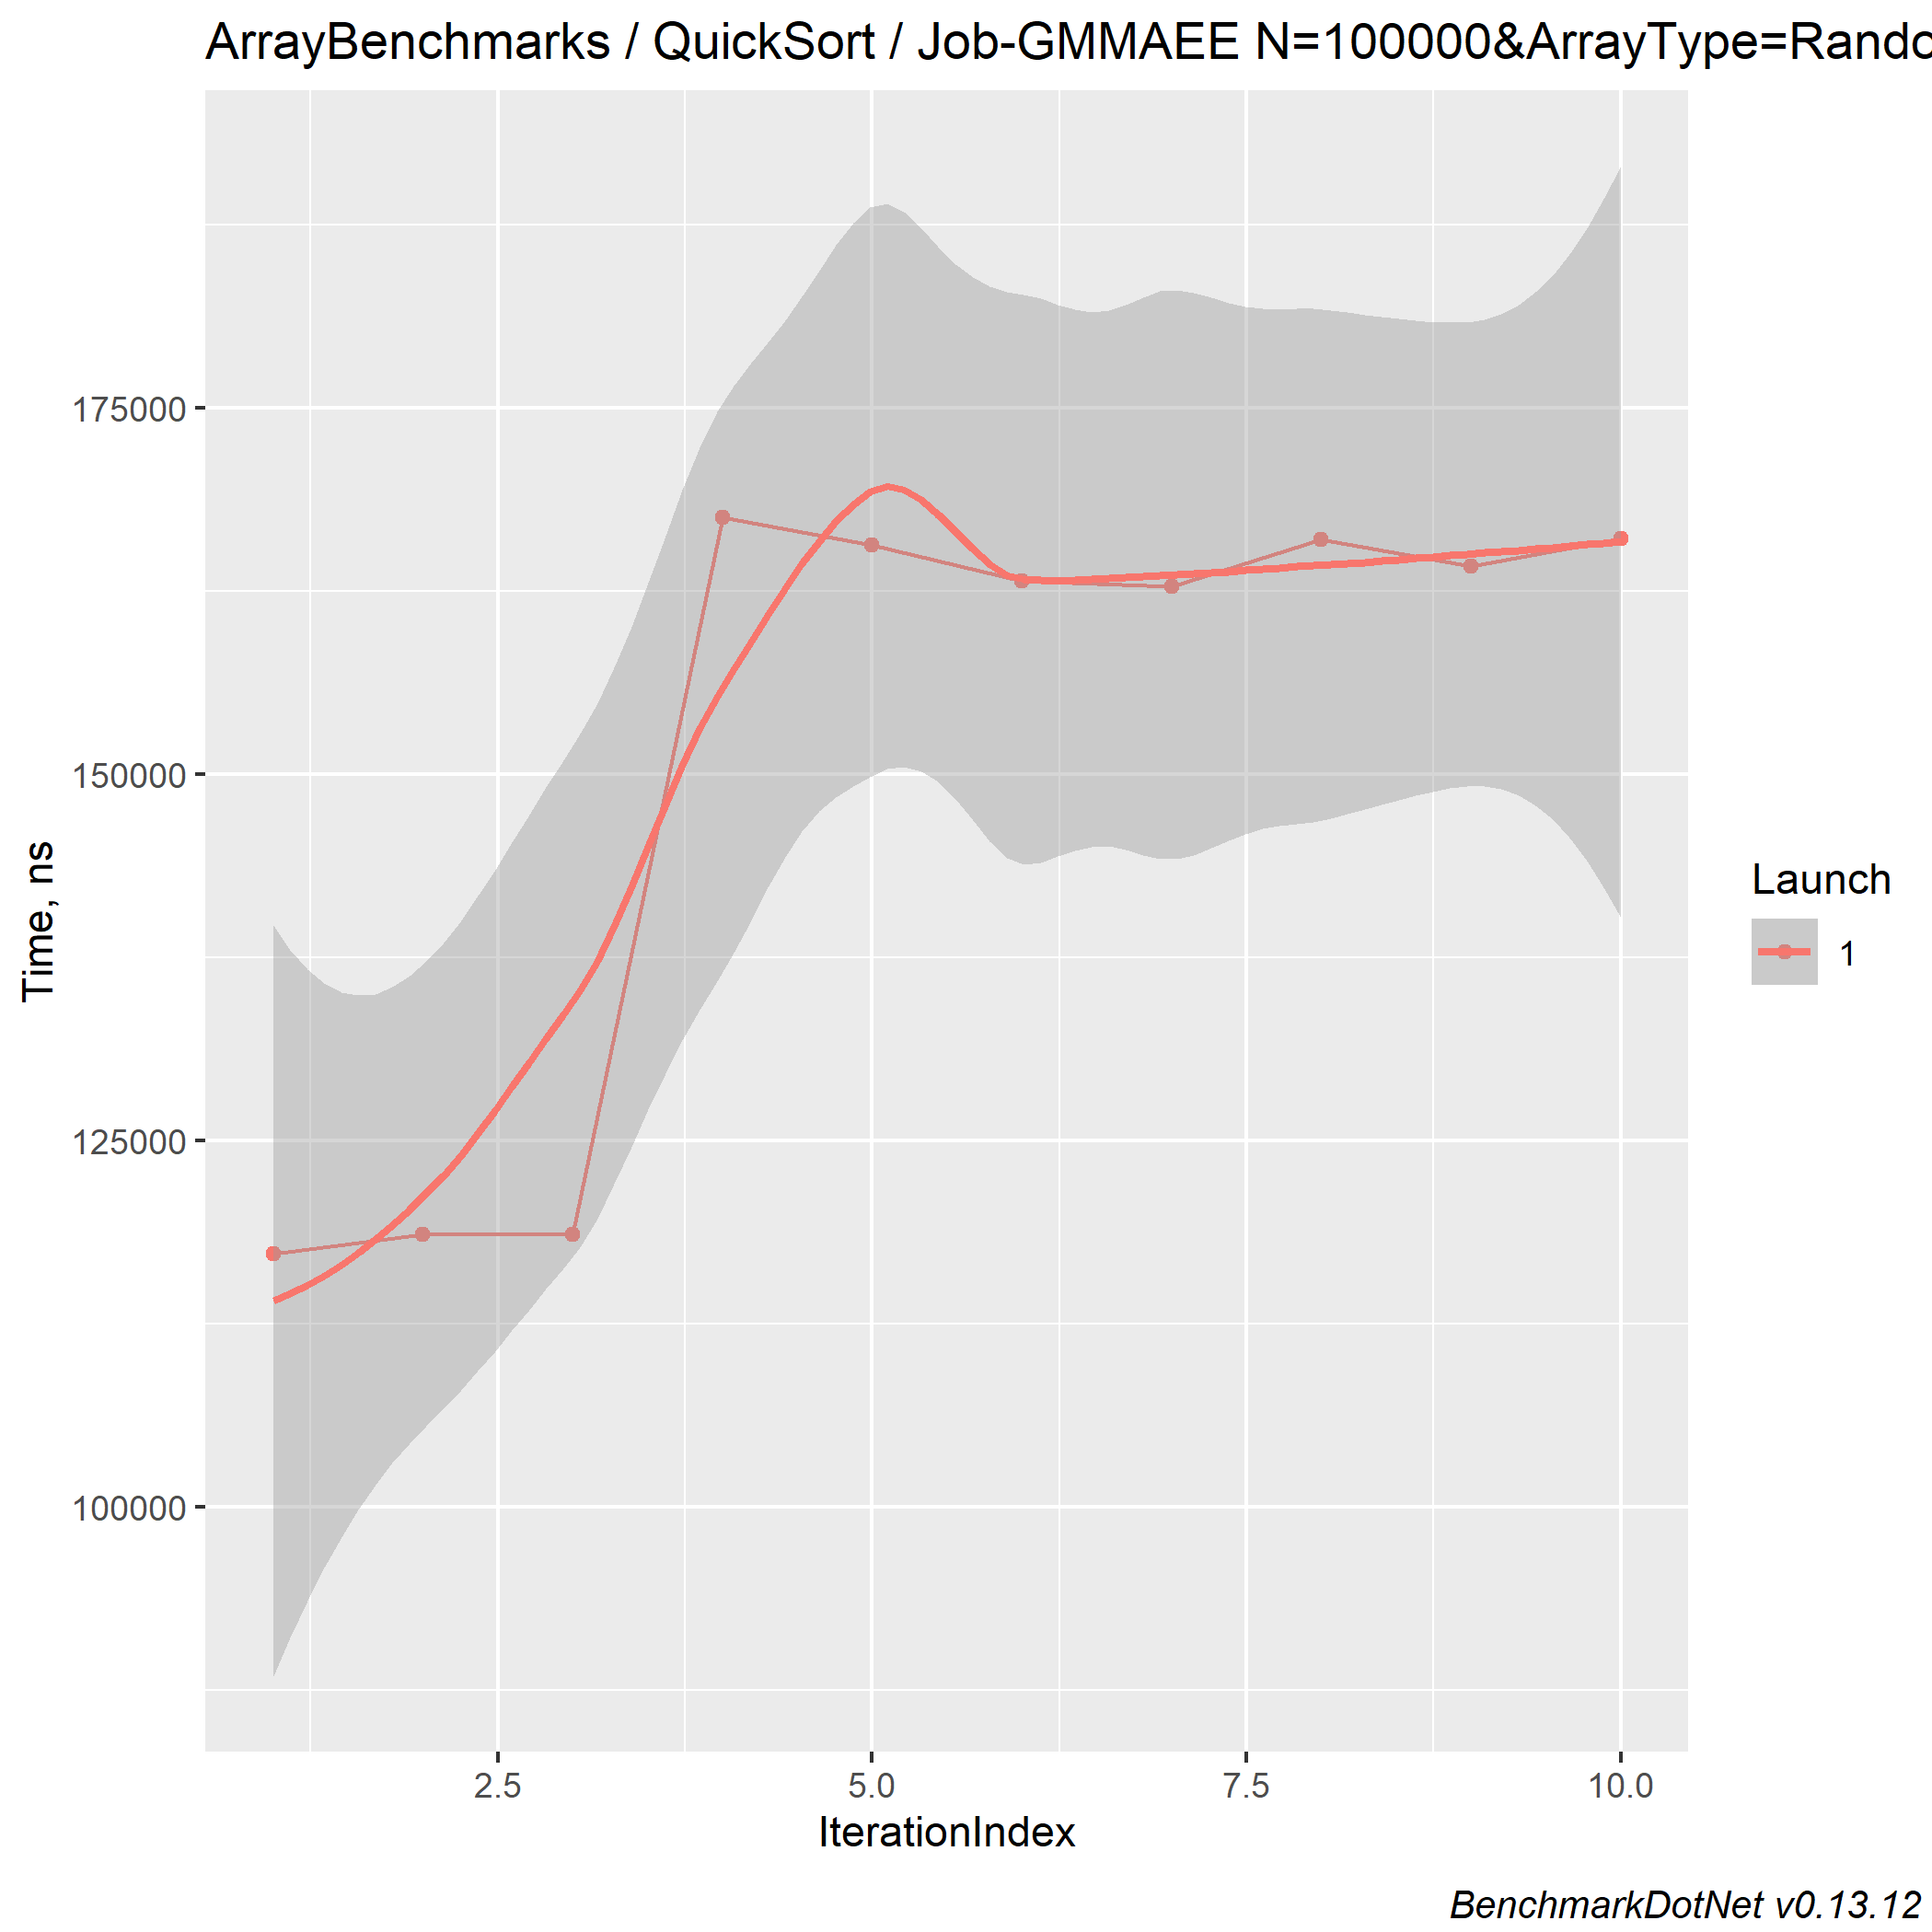 ArrayBenchmarks / QuickSort / Job-GMMAEE N=100000&ArrayType=Rando
175000
150000
125000
100000
Time, ns
2.5 5.0 7.5 10.0
IterationIndex
Launch
1
BenchmarkDotNet v0.13.12